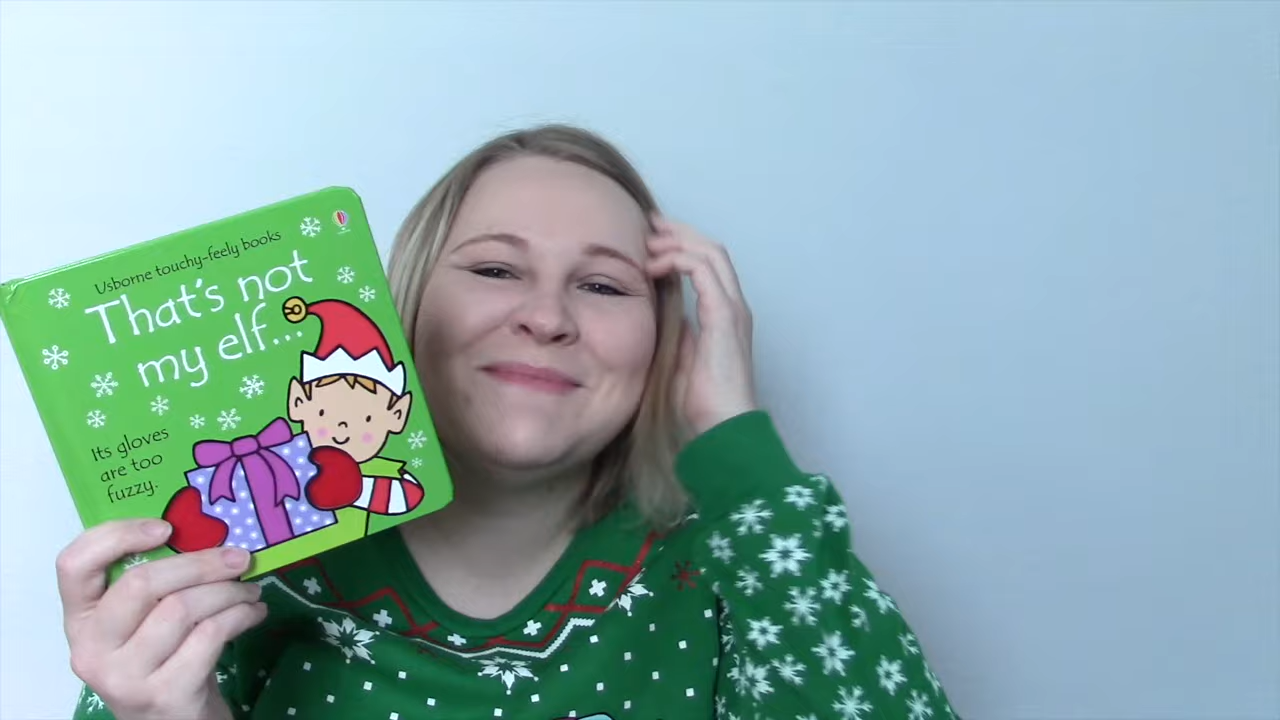 Usborne touchy-feely books
That's not
my elf...
Its gloves
are too
fuzzy.